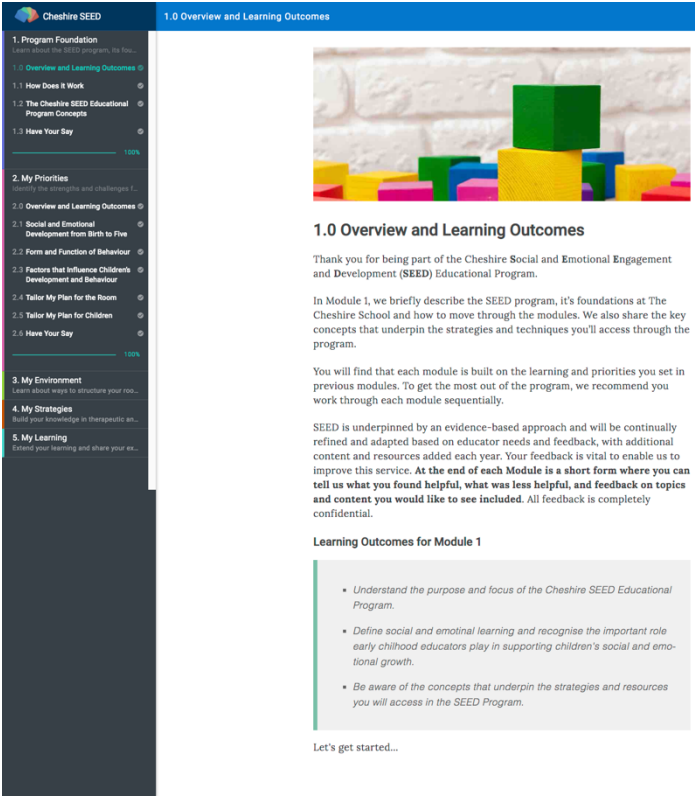 Cheshire SEED
1.0 Overview and Learning Outcomes
1. Program Foundation
Learn about the SEED program, its fou...
1.0 Overview and Learning Outcomes
1.1 How Does it Work
1.2 The Cheshire SEED Educational
Program Concepts
1.3 Have Your Say
100%
2. My Priorities
Identify the strengths and challenges f...
2.0 Overview and Learning Outcomes
2.1 Social and Emotional
Development from Birth to Five
2.2 Form and Function of Behaviour
2.3 Factors that Influence Children's
Development and Behaviour
2.4 Tailor My Plan for the Room
2.5 Tailor My Plan for Children
2.6 Have Your Say
100%
3. My Environment
Learn about ways to structure your roo...
4. My Strategies
Build your knowledge in therapeutic an...
5. My Learning
Extend your learning and share your ex...
1.0 Overview and Learning Outcomes
Thank you for being part of the Cheshire Social and Emotional Engagement
and Development (SEED) Educational Program.
In Module 1, we briefly describe the SEED program, it's foundations at The
Cheshire School and how to move through the modules. We also share the key
concepts that underpin the strategies and techniques you'll access through the
program.
You will find that each module is built on the learning and priorities you set in
previous modules. To get the most out of the program, we recommend you
work through each module sequentially.
SEED is underpinned by an evidence-based approach and will be continually
refined and adapted based on educator needs and feedback, with additional
content and resources added each year. Your feedback is vital to enable us to
improve this service. At the end of each Module is a short form where you can
tell us what you found helpful, what was less helpful, and feedback on topics
and content you would like to see included. All feedback is completely
confidential.
Learning Outcomes for Module 1
▪ Understand the purpose and focus of the Cheshire SEED Educational
Program.
▪ Define social and emotinal learning and recognise the important role
early chilhood educators play in supporting children's social and emo-
tional growth.
▪ Be aware of the concepts that underpin the strategies and resources
you will access in the SEED Program.
Let's get started...